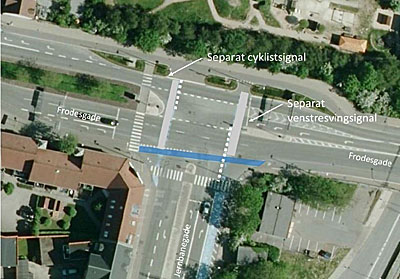 Separat cyklistsignal
Separat
venstresvingsignal
Frodesgade
Frodesgade
Jernbanegade